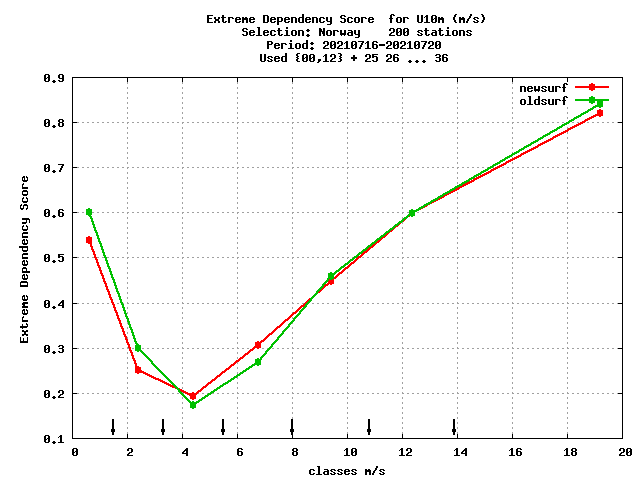 Extreme Dependency Score  for U10m (m/s)
Selection: Norway    200 stations
Period: 20210716-20210720
Used {00,12} + 25 26 ... 36
newsurf
oldsurf
0.9
0.8
0.7
0.6
0.5
0.4
0.3
0.2
0.1
Extreme Dependency Score
0 2 4 6 8 10 12 14 16 18 20
classes m/s